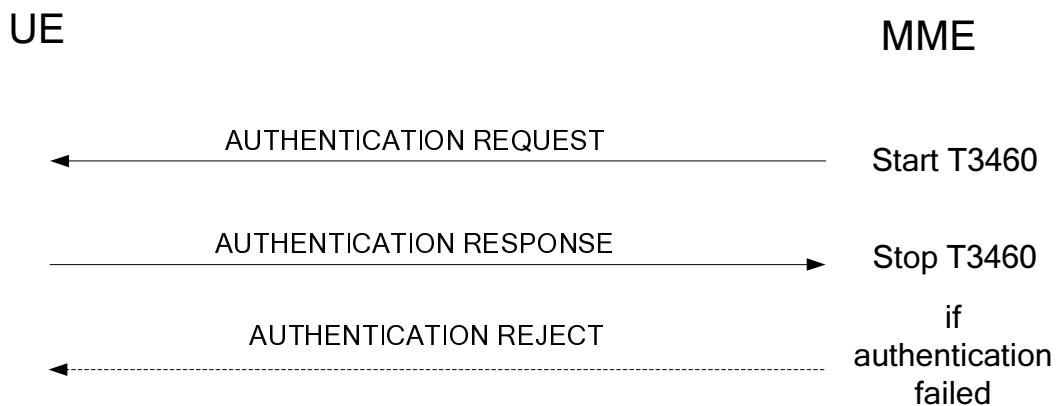 UE
MME
AUTHENTICATION REQUEST
Start T3460
AUTHENTICATION RESPONSE
Stop T3460
AUTHENTICATION REJECT
if
authentication
failed